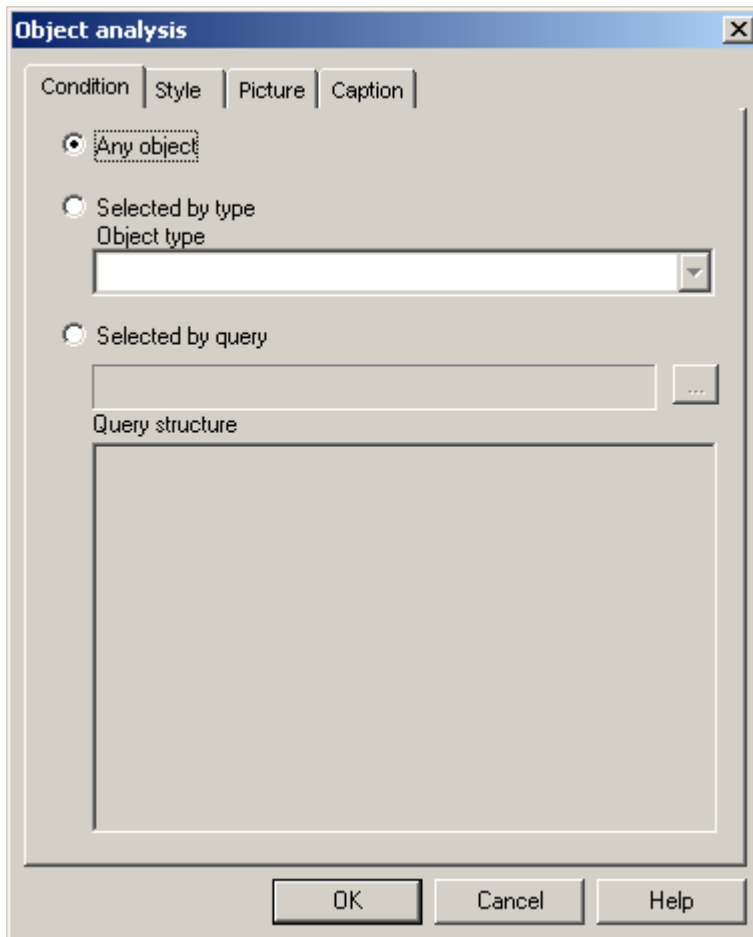 Object analysis
Condition Style Picture Caption
Any object
Selected by type
Object type
Selected by query
...
Query structure
OK Cancel Help